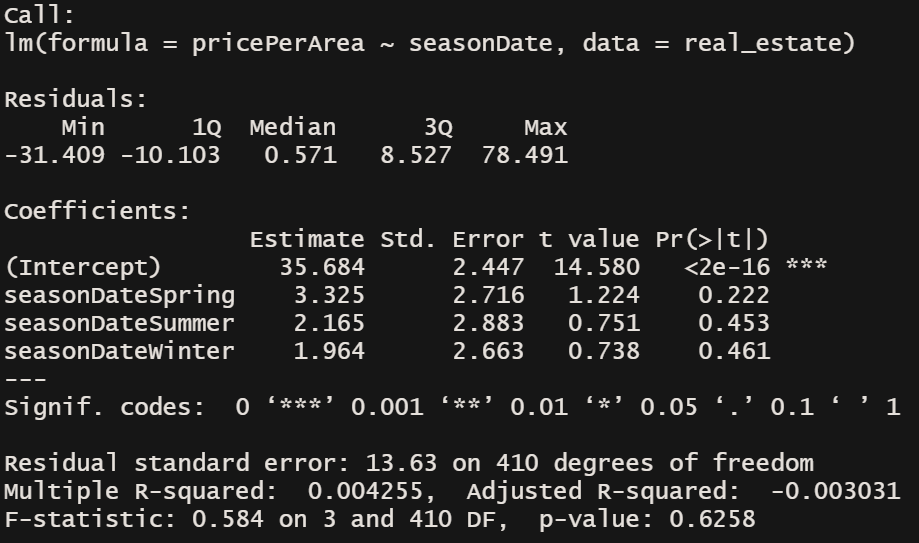 Call:
lm(formula = pricePerArea ~ seasonDate, data = real_estate)
Residuals:
    Min      1Q  Median      3Q     Max
-31.409 -10.103   0.571   8.527  78.491
Coefficients:
                 Estimate Std. Error t value Pr(>|t|)
(Intercept)        35.684      2.447  14.580   <2e-16 ***
seasonDateSpring    3.325      2.716   1.224    0.222
seasonDateSummer    2.165      2.883   0.751    0.453
seasonDateWinter    1.964      2.663   0.738    0.461
---
Signif. codes:  0 ‘***’ 0.001 ‘**’ 0.01 ‘*’ 0.05 ‘.’ 0.1 ‘ ’ 1
Residual standard error: 13.63 on 410 degrees of freedom
Multiple R-squared:  0.004255,  Adjusted R-squared:  -0.003031
F-statistic: 0.584 on 3 and 410 DF,  p-value: 0.6258